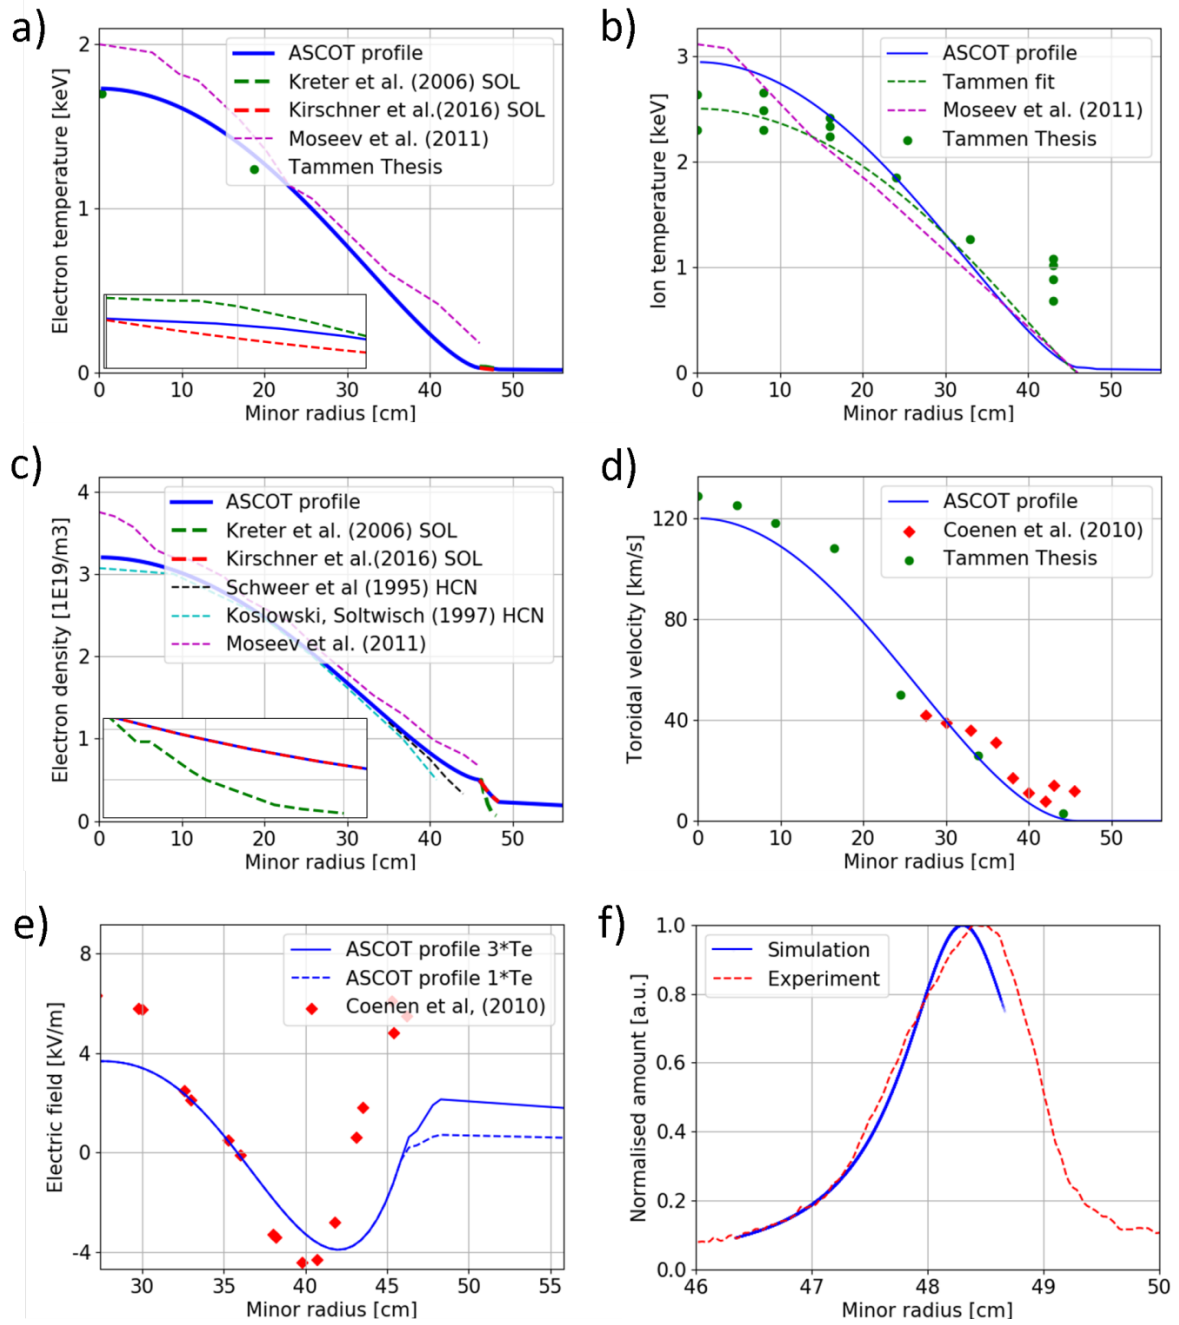 a)
2
1
0
Electron temperature [keV]
ASCOT profile
Kreter et al. (2006) SOL
Kirschner et al.(2016) SOL
Moseev et al. (2011)
Tammen Thesis
0 10 20 30 40 50
Minor radius [cm]
b)
3
2
1
0
Ion temperature [keV]
ASCOT profile
Tammen fit
Moseev et al. (2011)
Tammen Thesis
0 10 20 30 40 50
Minor radius [cm]
c)
4
3
2
1
0
Electron density [1E19/m3]
ASCOT profile
Kreter et al. (2006) SOL
Kirschner et al.(2016) SOL
Schweer et al (1995) HCN
Koslowski, Soltwisch (1997) HCN
Moseev et al. (2011)
0 10 20 30 40 50
Minor radius [cm]
d)
120
80
40
0
Toroidal velocity [km/s]
ASCOT profile
Coenen et al. (2010)
Tammen Thesis
0 10 20 30 40 50
Minor radius [cm]
e)
8
4
0
-4
Electric field [kV/m]
ASCOT profile 3*Te
ASCOT profile 1*Te
Coenen et al, (2010)
30 35 40 45 50 55
Minor radius [cm]
f)
1.0
0.8
0.6
0.4
0.2
0.0
Normalised amount [a.u.]
Simulation
Experiment
46 47 48 49 50
Minor radius [cm]